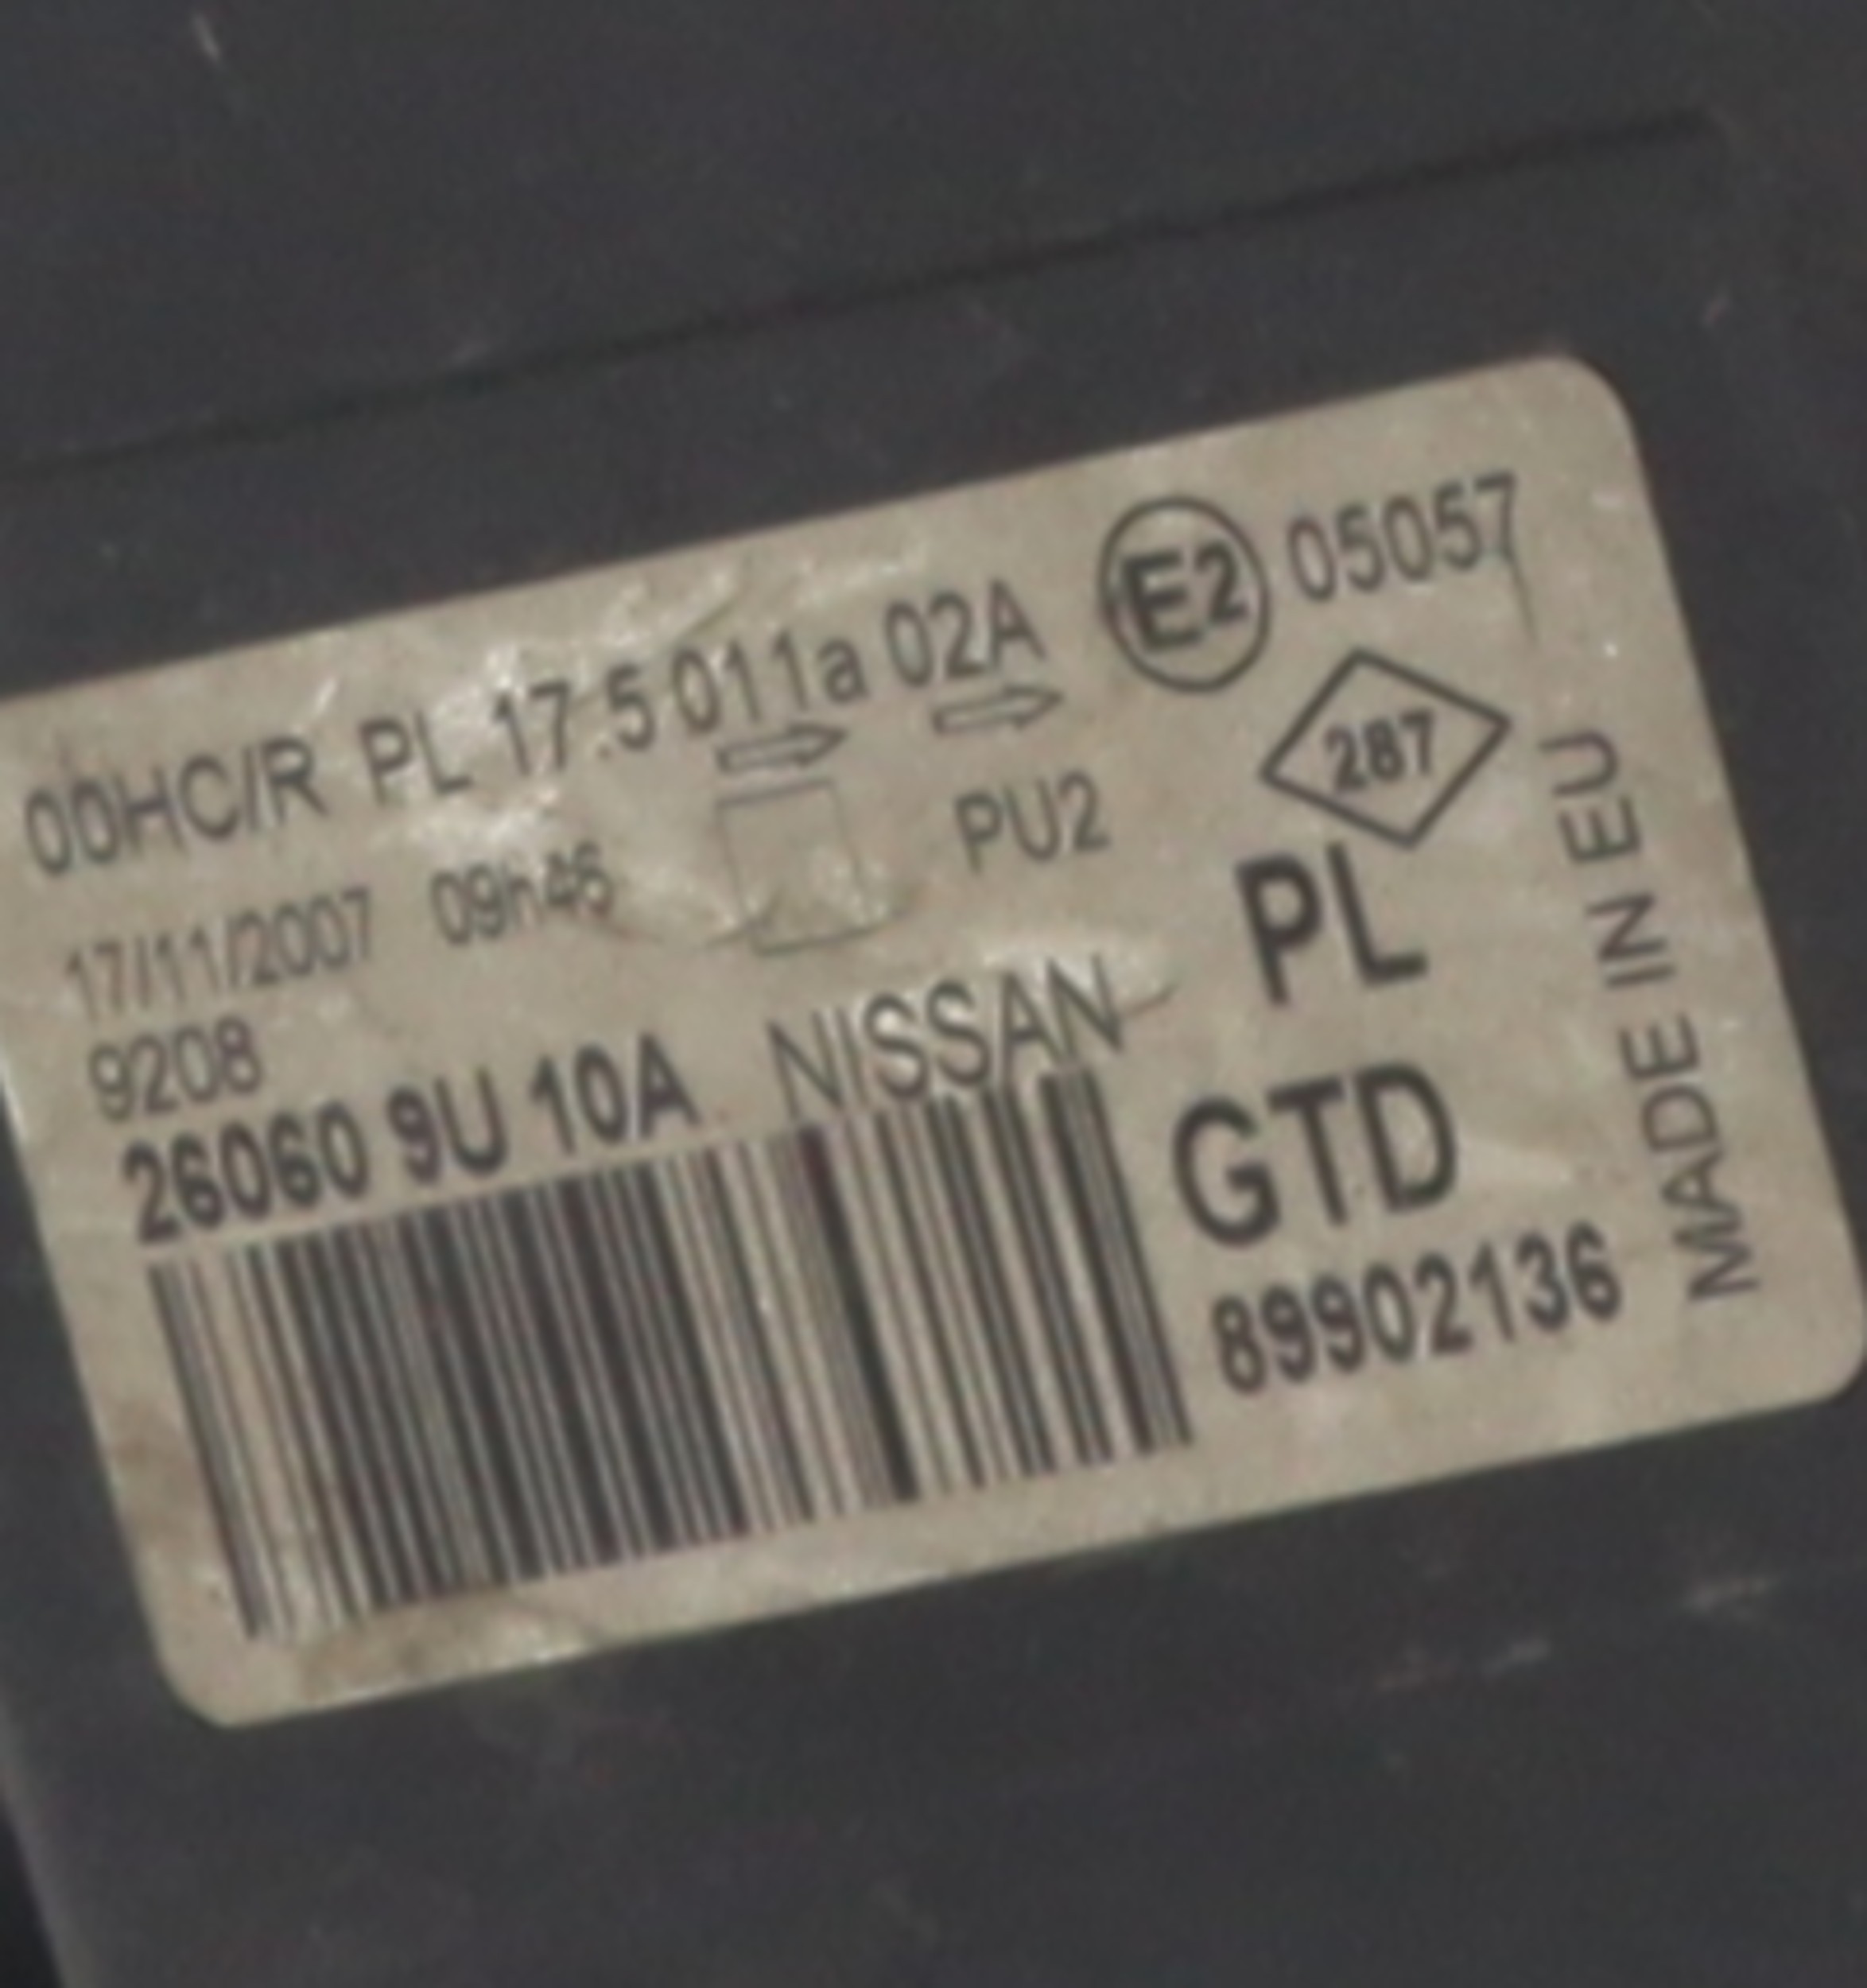 00HC/R PL 17.5 011a 02A E2 05057
287
17/11/2007 09h46 PU2
9208
PL
26060 9U 10A NISSAN
GTD
89902136
MADE IN EU